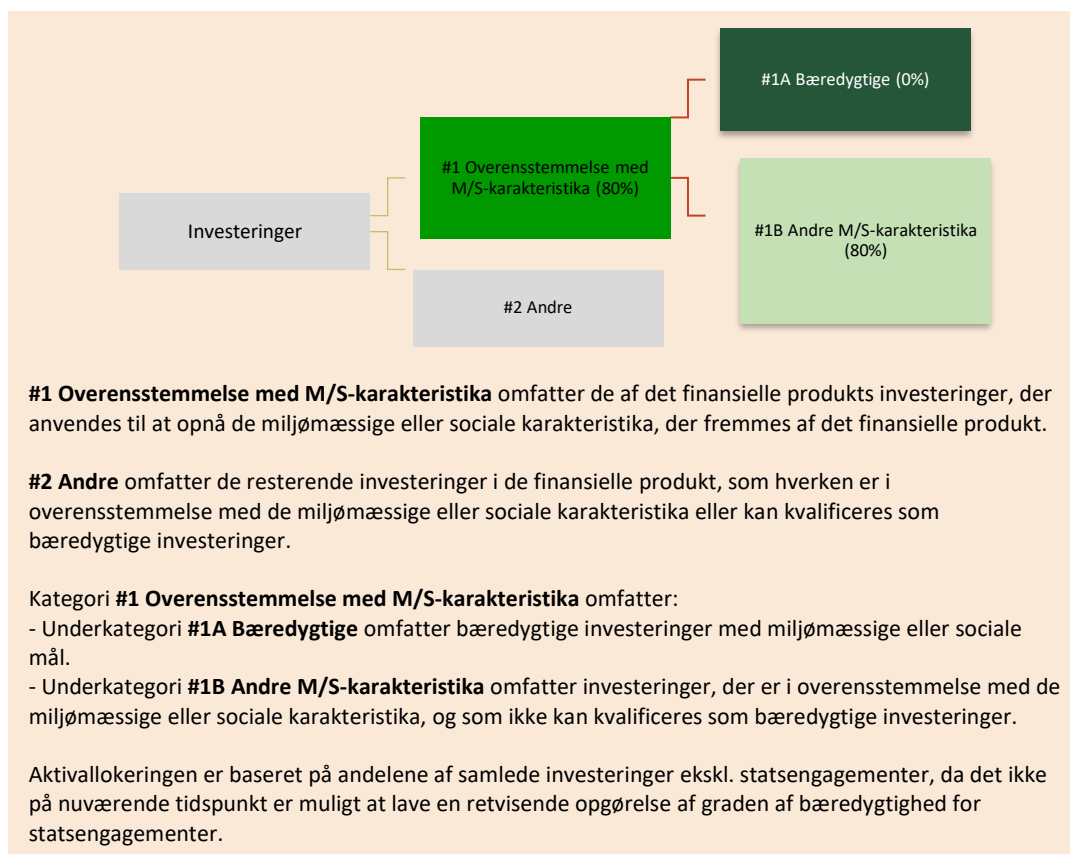 #1A Bæredygtige (0%)
#1 Overensstemmelse med
M/S-karakteristika (80%)
Investeringer
#1B Andre M/S-karakteristika
(80%)
#2 Andre
#1 Overensstemmelse med M/S-karakteristika omfatter de af det finansielle produkts investeringer, der
anvendes til at opnå de miljømæssige eller sociale karakteristika, der fremmes af det finansielle produkt.
#2 Andre omfatter de resterende investeringer i de finansielle produkt, som hverken er i
overensstemmelse med de miljømæssige eller sociale karakteristika eller kan kvalificeres som
bæredygtige investeringer.
Kategori #1 Overensstemmelse med M/S-karakteristika omfatter:
- Underkategori #1A Bæredygtige omfatter bæredygtige investeringer med miljømæssige eller sociale
mål.
- Underkategori #1B Andre M/S-karakteristika omfatter investeringer, der er i overensstemmelse med de
miljømæssige eller sociale karakteristika, og som ikke kan kvalificeres som bæredygtige investeringer.
Aktivallokeringen er baseret på andelene af samlede investeringer ekskl. statsengagementer, da det ikke
på nuværende tidspunkt er muligt at lave en retvisende opgørelse af graden af bæredygtighed for
statsengagementer.